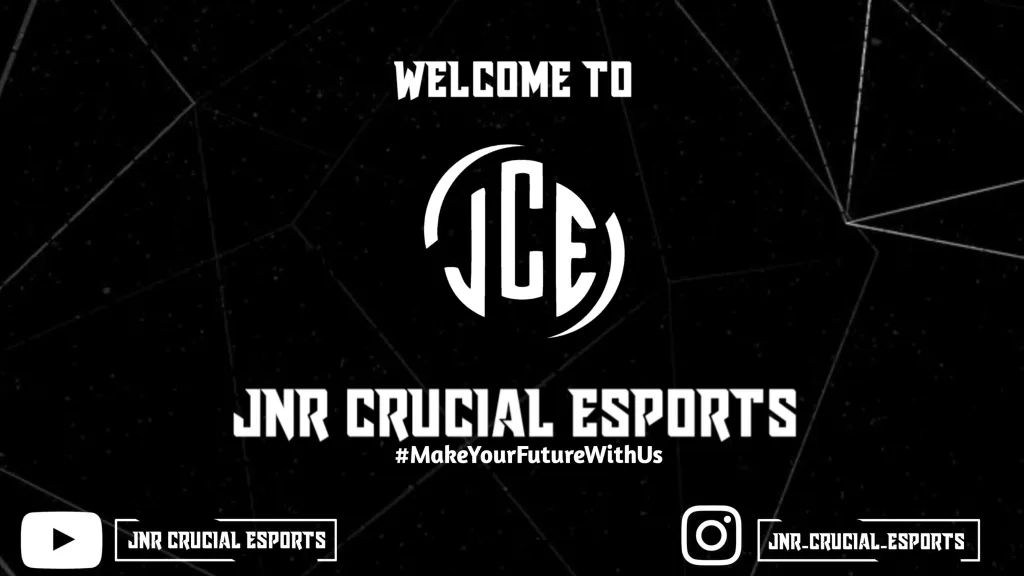 WELCOME TO
JCE
JNR CRUCIAL ESPORTS
#MakeYourFutureWithUs
JNR CRUCIAL ESPORTS
JNR_CRUCIAL_ESPORTS